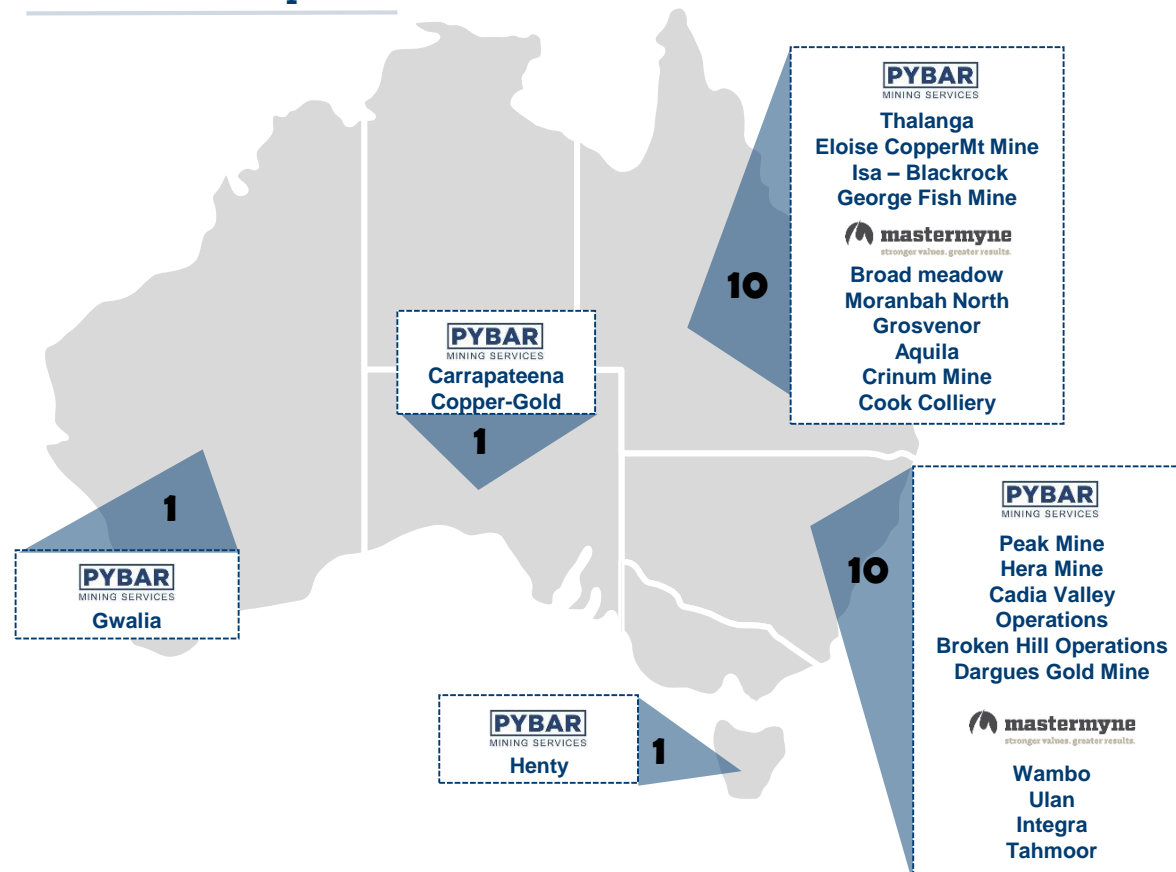 PYBAR
MINING SERVICES
Thalanga
Eloise CopperMt Mine
Isa – Blackrock
George Fish Mine
mastermyne
stronger values. greater results.
Broad meadow
Moranbah North
Grosvenor
Aquila
Crinum Mine
Cook Colliery
10
PYBAR
MINING SERVICES
Carrapateena
Copper-Gold
1
1
PYBAR
MINING SERVICES
Gwalia
PYBAR
MINING SERVICES
Peak Mine
Hera Mine
Cadia Valley
Operations
Broken Hill Operations
Dargues Gold Mine
mastermyne
stronger values. greater results.
Wambo
Ulan
Integra
Tahmoor
10
PYBAR
MINING SERVICES
Henty
1